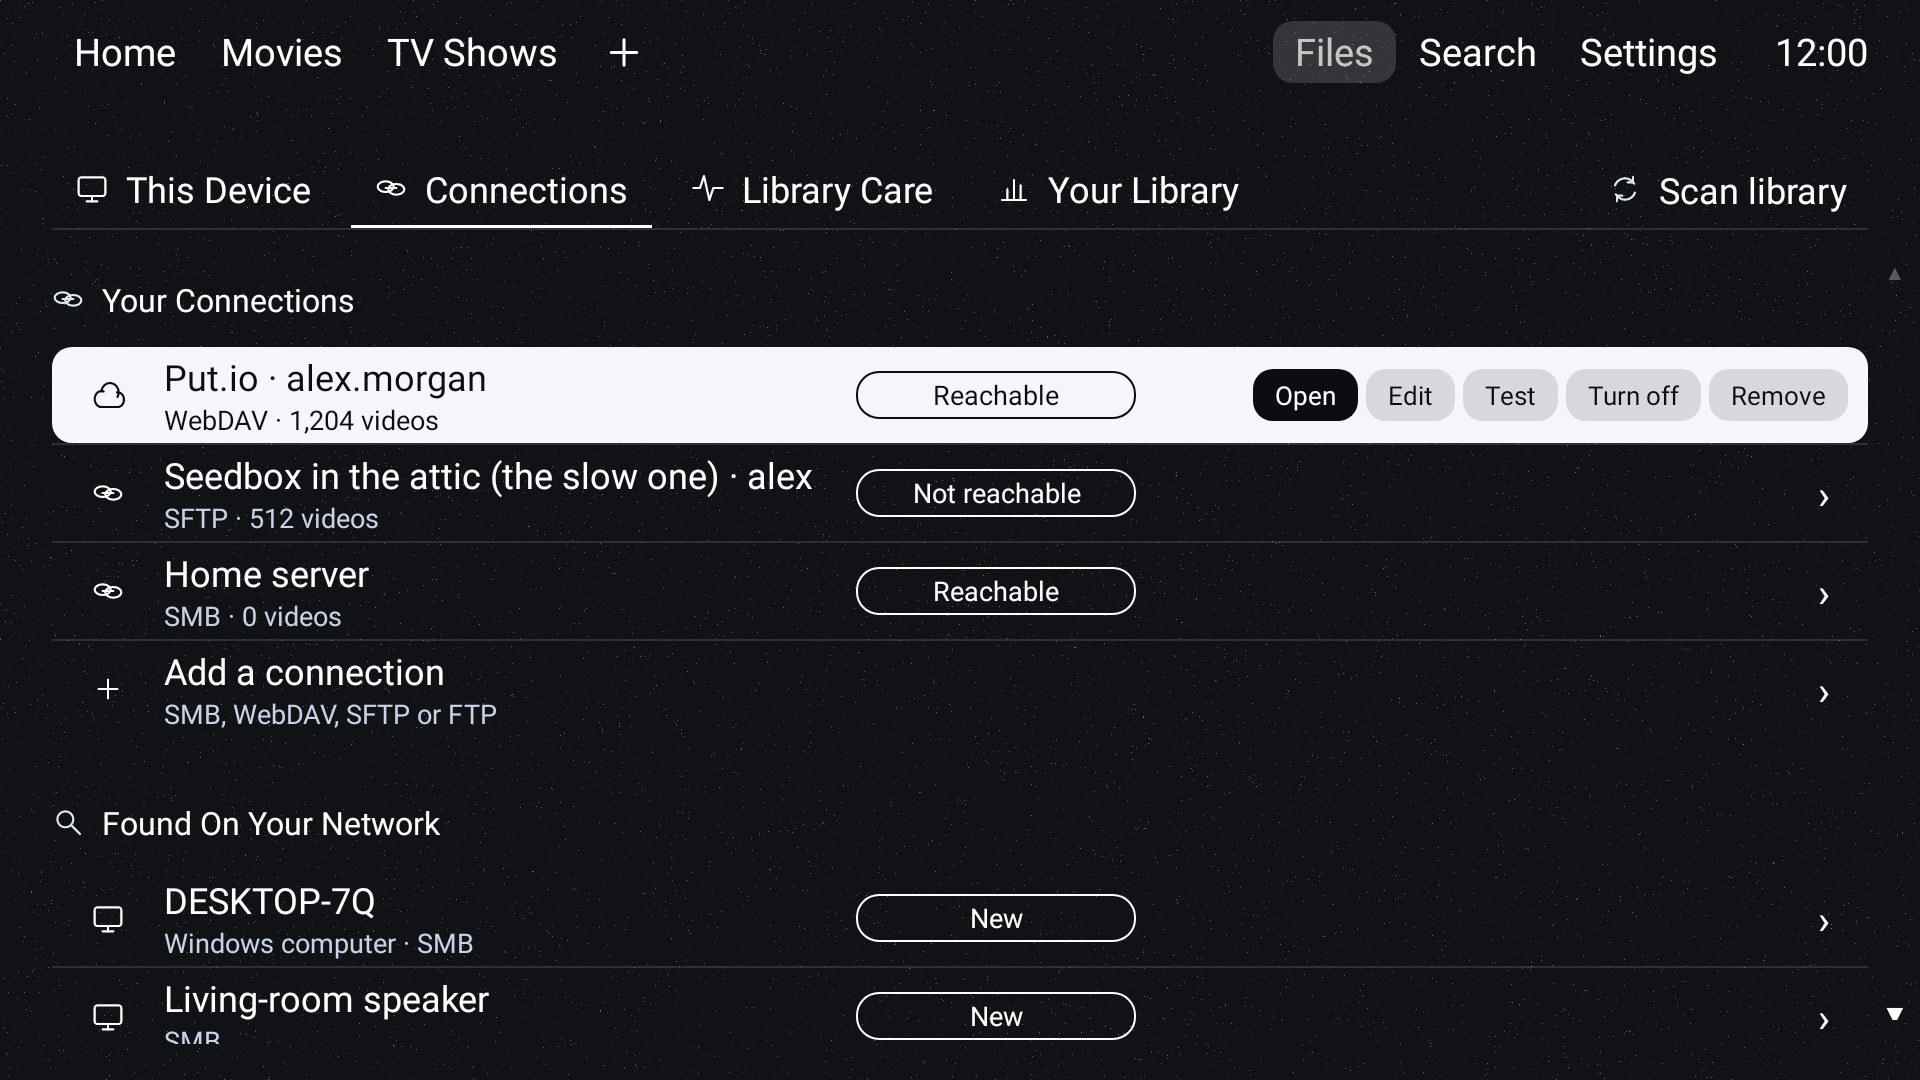 Home Movies TV Shows +
Files Search Settings 12:00
This Device Connections Library Care Your Library Scan library
Your Connections
Put.io · alex.morgan
WebDAV · 1,204 videos
Reachable
Open Edit Test Turn off Remove
Seedbox in the attic (the slow one) · alex
SFTP · 512 videos
Not reachable
Home server
SMB · 0 videos
Reachable
Add a connection
SMB, WebDAV, SFTP or FTP
Found On Your Network
DESKTOP-7Q
Windows computer · SMB
New
Living-room speaker
SMB
New